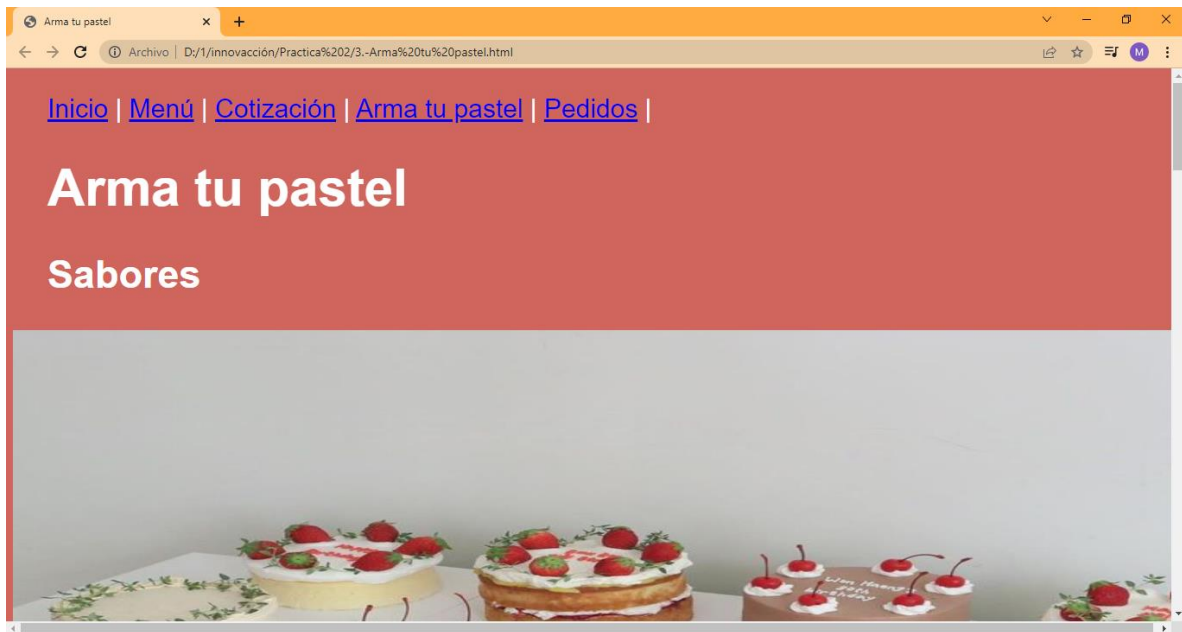 Arma tu pastel
Archivo | D:/1/innovacción/Practica%202/3.-Arma%20tu%20pastel.html
M
Inicio | Menú | Cotización | Arma tu pastel | Pedidos |
Arma tu pastel
Sabores